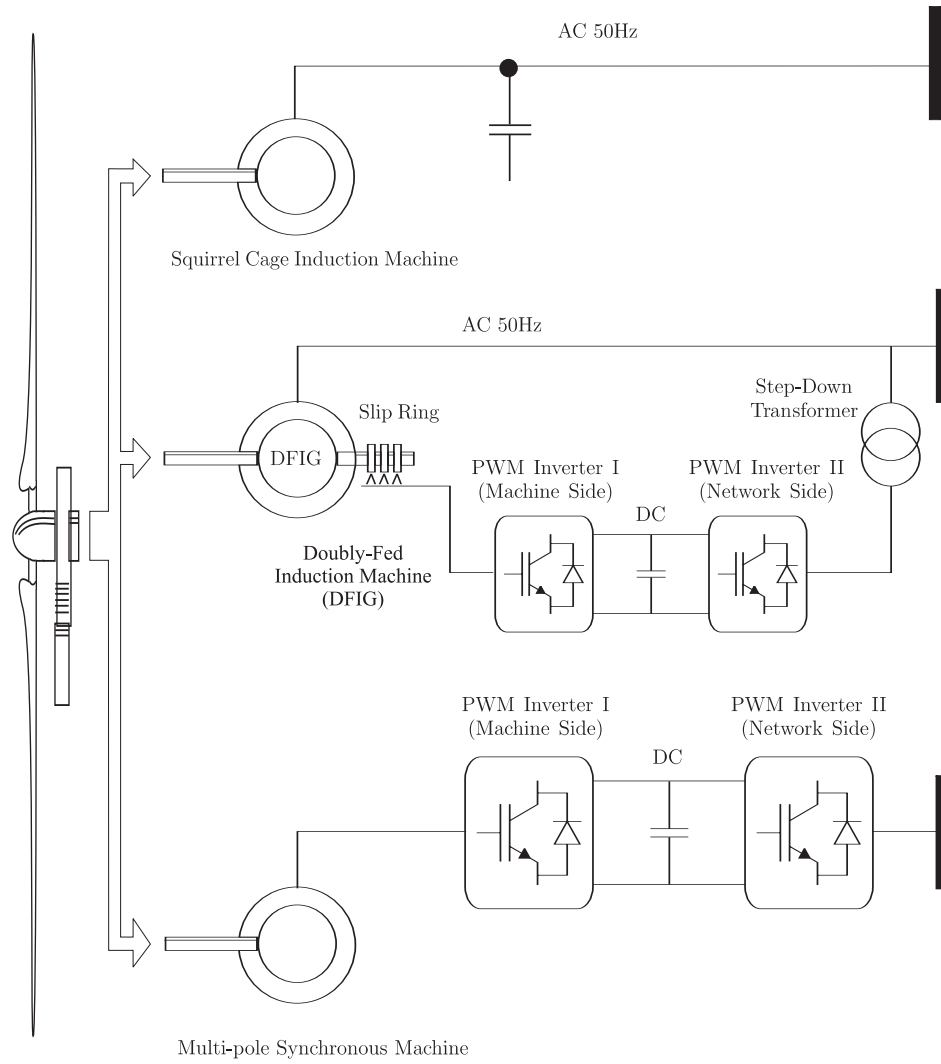 AC 50Hz
Squirrel Cage Induction Machine
AC 50Hz
Slip Ring
Step-Down
Transformer
DFIG
PWM Inverter I
(Machine Side)
PWM Inverter II
(Network Side)
DC
Doubly-Fed
Induction Machine
(DFIG)
PWM Inverter I
(Machine Side)
PWM Inverter II
(Network Side)
DC
Multi-pole Synchronous Machine